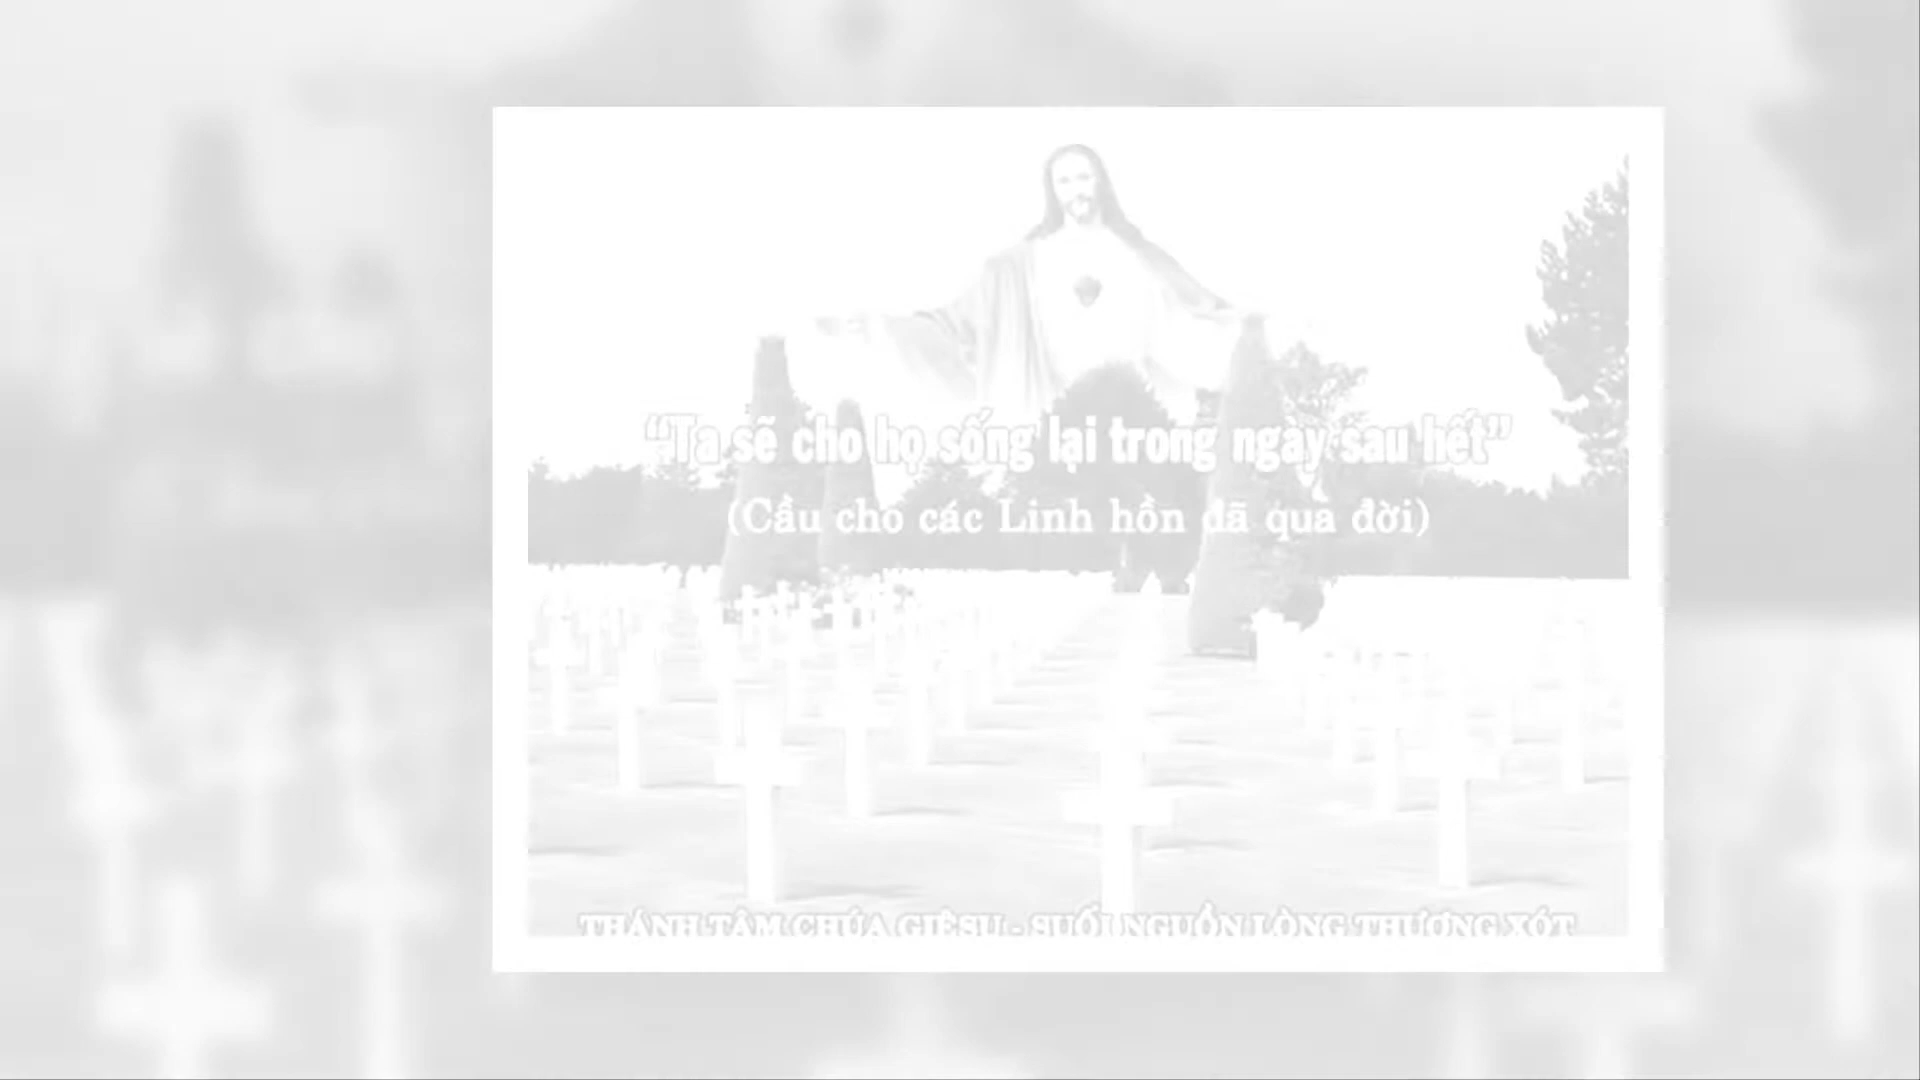 “Ta sẽ cho họ sống lại trong ngày sau hết”
(Cầu cho các Linh hồn đã quá đời)
THÁNH TÂM CHÚA GIÊSU - SUỐI NGUỒN LÒNG THƯƠNG XÓT